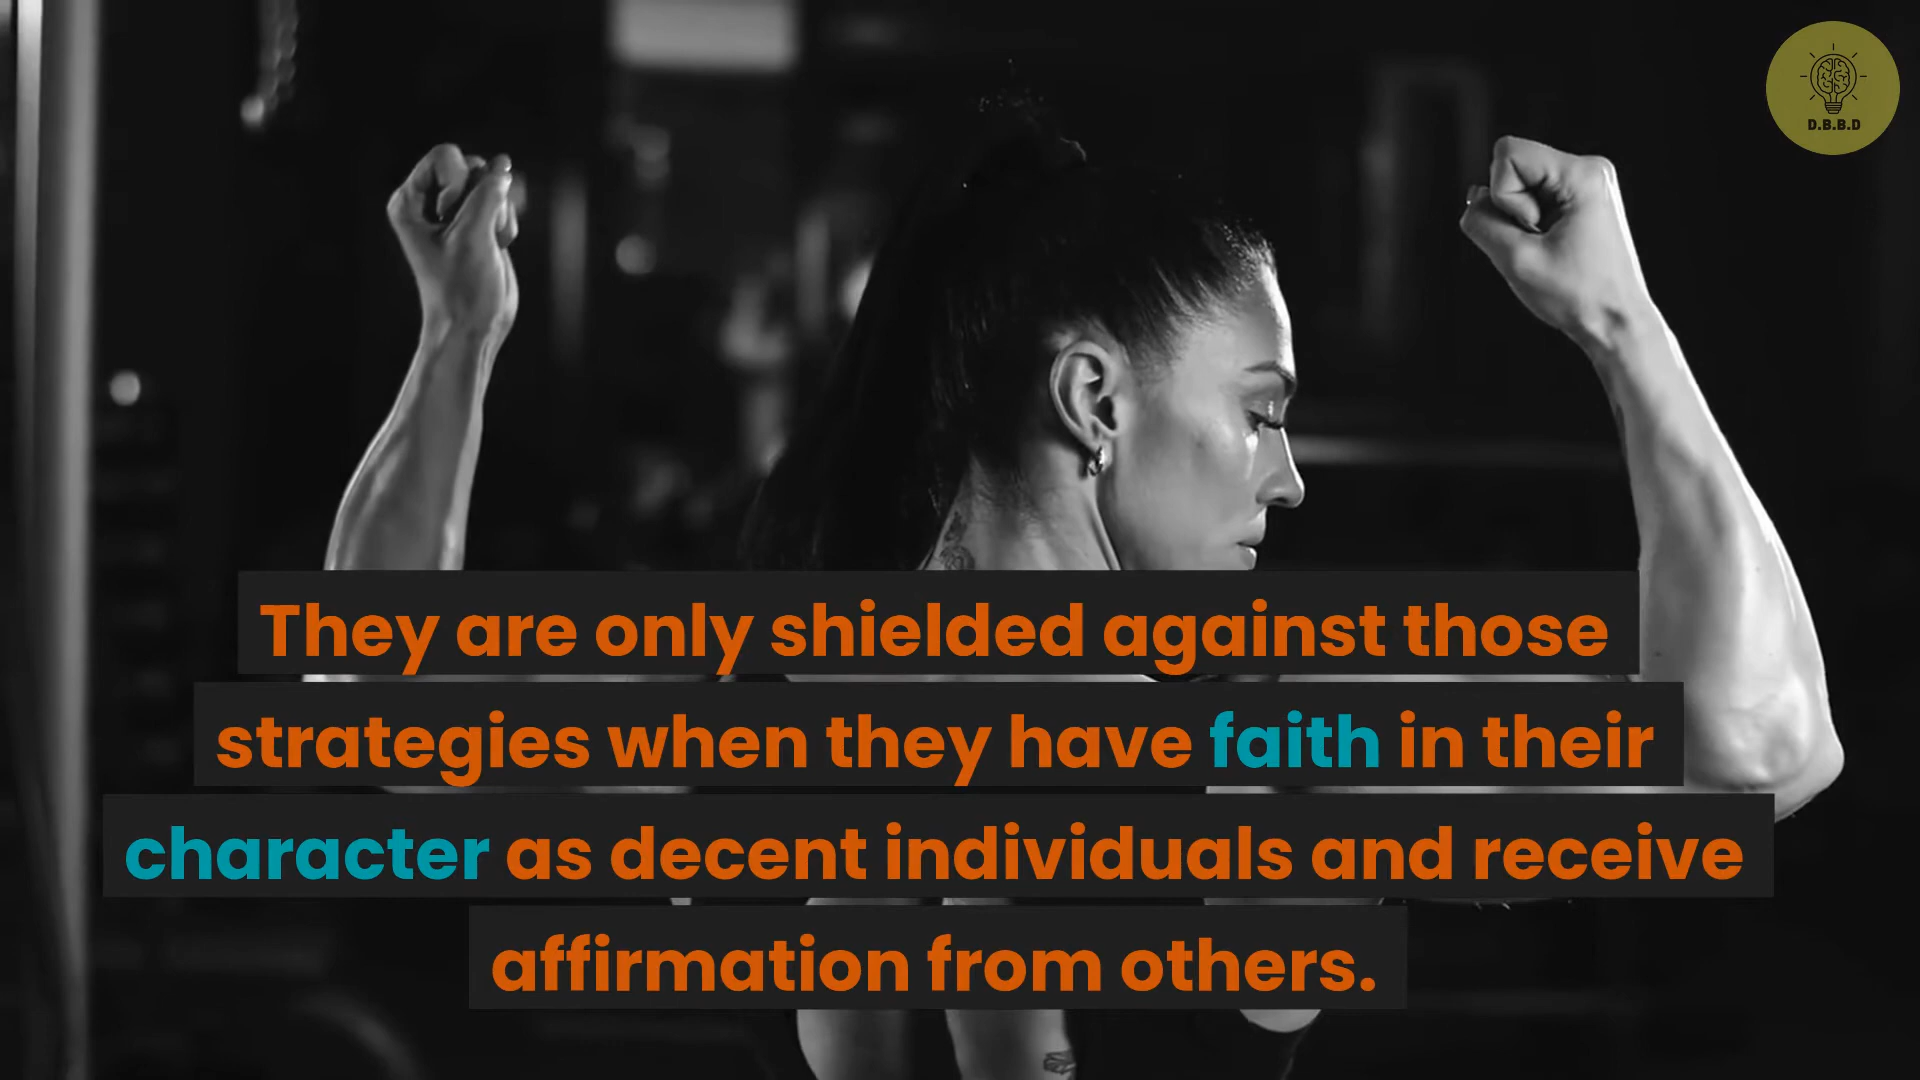 D.B.B.D
They are only shielded against those
strategies when they have faith in their
character as decent individuals and receive
affirmation from others.